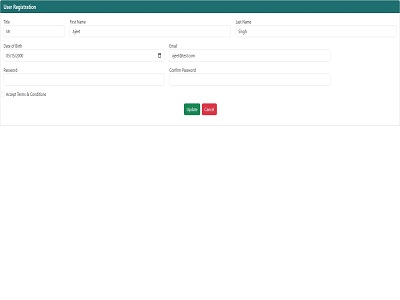 User Registration
Title First Name Last Name
Mr Ajeet Singh
Date of Birth Email
03/15/2000 ajeet@test.com
Password Confirm Password
Accept Terms & Conditions
Update Cancel